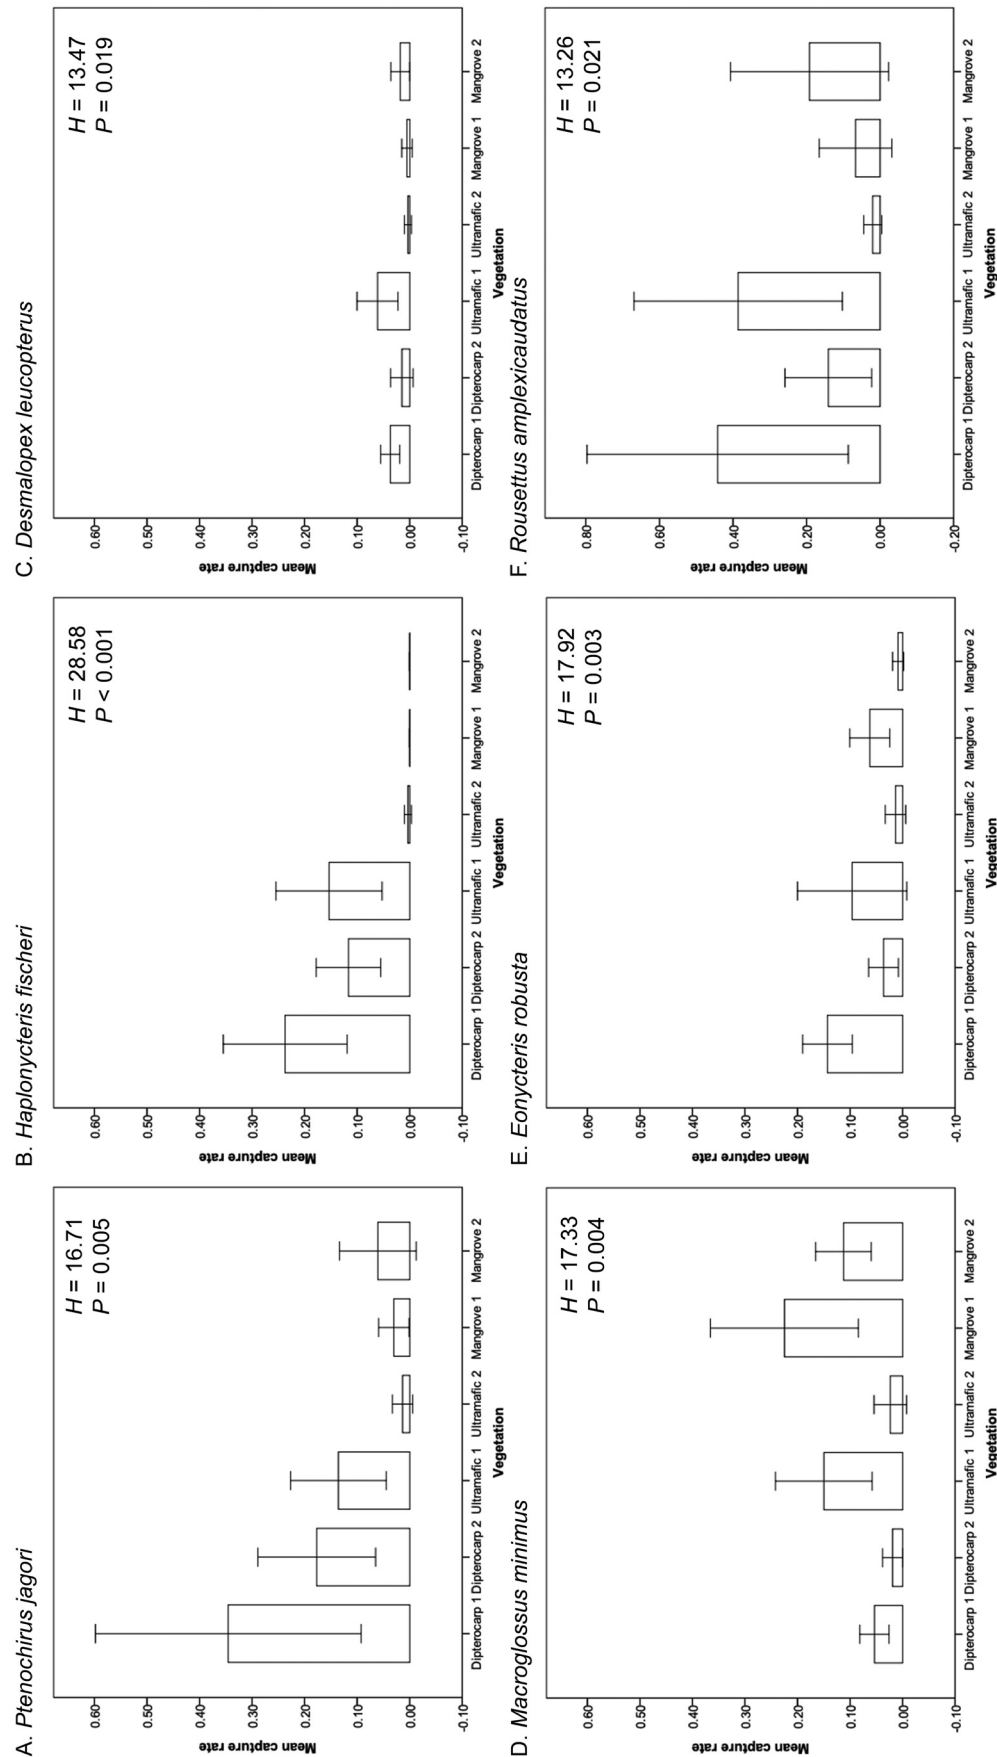 A. Ptenochirus jagori
H = 16.71
P = 0.005
0.60
0.50
0.40
0.30
0.20
0.10
0.00
-0.10
Mean capture rate
Dipterocarp 1 Dipterocarp 2 Ultramafic 1 Ultramafic 2 Mangrove 1 Mangrove 2
Vegetation
B. Haplonycteris fischeri
H = 28.58
P < 0.001
0.60
0.50
0.40
0.30
0.20
0.10
0.00
-0.10
Mean capture rate
Dipterocarp 1 Dipterocarp 2 Ultramafic 1 Ultramafic 2 Mangrove 1 Mangrove 2
Vegetation
C. Desmalopex leucopterus
H = 13.47
P = 0.019
0.60
0.50
0.40
0.30
0.20
0.10
0.00
-0.10
Mean capture rate
Dipterocarp 1 Dipterocarp 2 Ultramafic 1 Ultramafic 2 Mangrove 1 Mangrove 2
Vegetation
D. Macroglossus minimus
H = 17.33
P = 0.004
0.60
0.50
0.40
0.30
0.20
0.10
0.00
-0.10
Mean capture rate
Dipterocarp 1 Dipterocarp 2 Ultramafic 1 Ultramafic 2 Mangrove 1 Mangrove 2
Vegetation
E. Eonycteris robusta
H = 17.92
P = 0.003
0.60
0.50
0.40
0.30
0.20
0.10
0.00
-0.10
Mean capture rate
Dipterocarp 1 Dipterocarp 2 Ultramafic 1 Ultramafic 2 Mangrove 1 Mangrove 2
Vegetation
F. Rousettus amplexicaudatus
H = 13.26
P = 0.021
0.80
0.60
0.40
0.20
0.00
-0.20
Mean capture rate
Dipterocarp 1 Dipterocarp 2 Ultramafic 1 Ultramafic 2 Mangrove 1 Mangrove 2
Vegetation